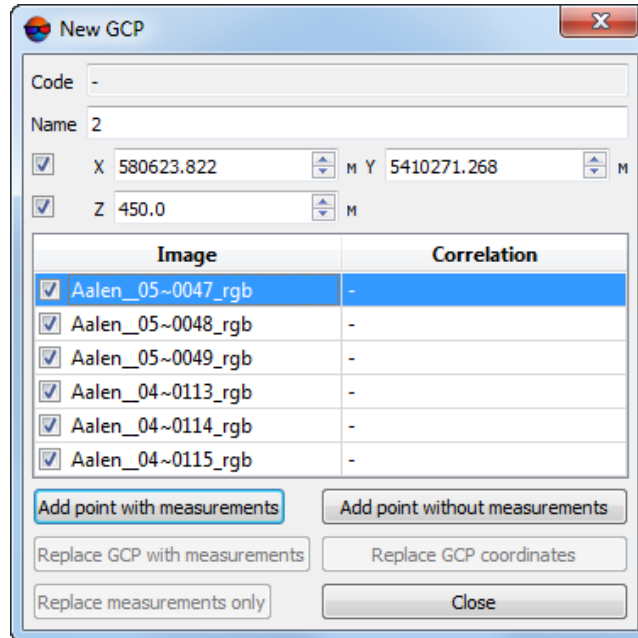 New GCP
Code -
Name 2
X 580623.822 м Y 5410271.268 м
Z 450.0 м
Image Correlation
Aalen__05~0047_rgb -
Aalen__05~0048_rgb -
Aalen__05~0049_rgb -
Aalen__04~0113_rgb -
Aalen__04~0114_rgb -
Aalen__04~0115_rgb -
Add point with measurements Add point without measurements
Replace GCP with measurements Replace GCP coordinates
Replace measurements only Close